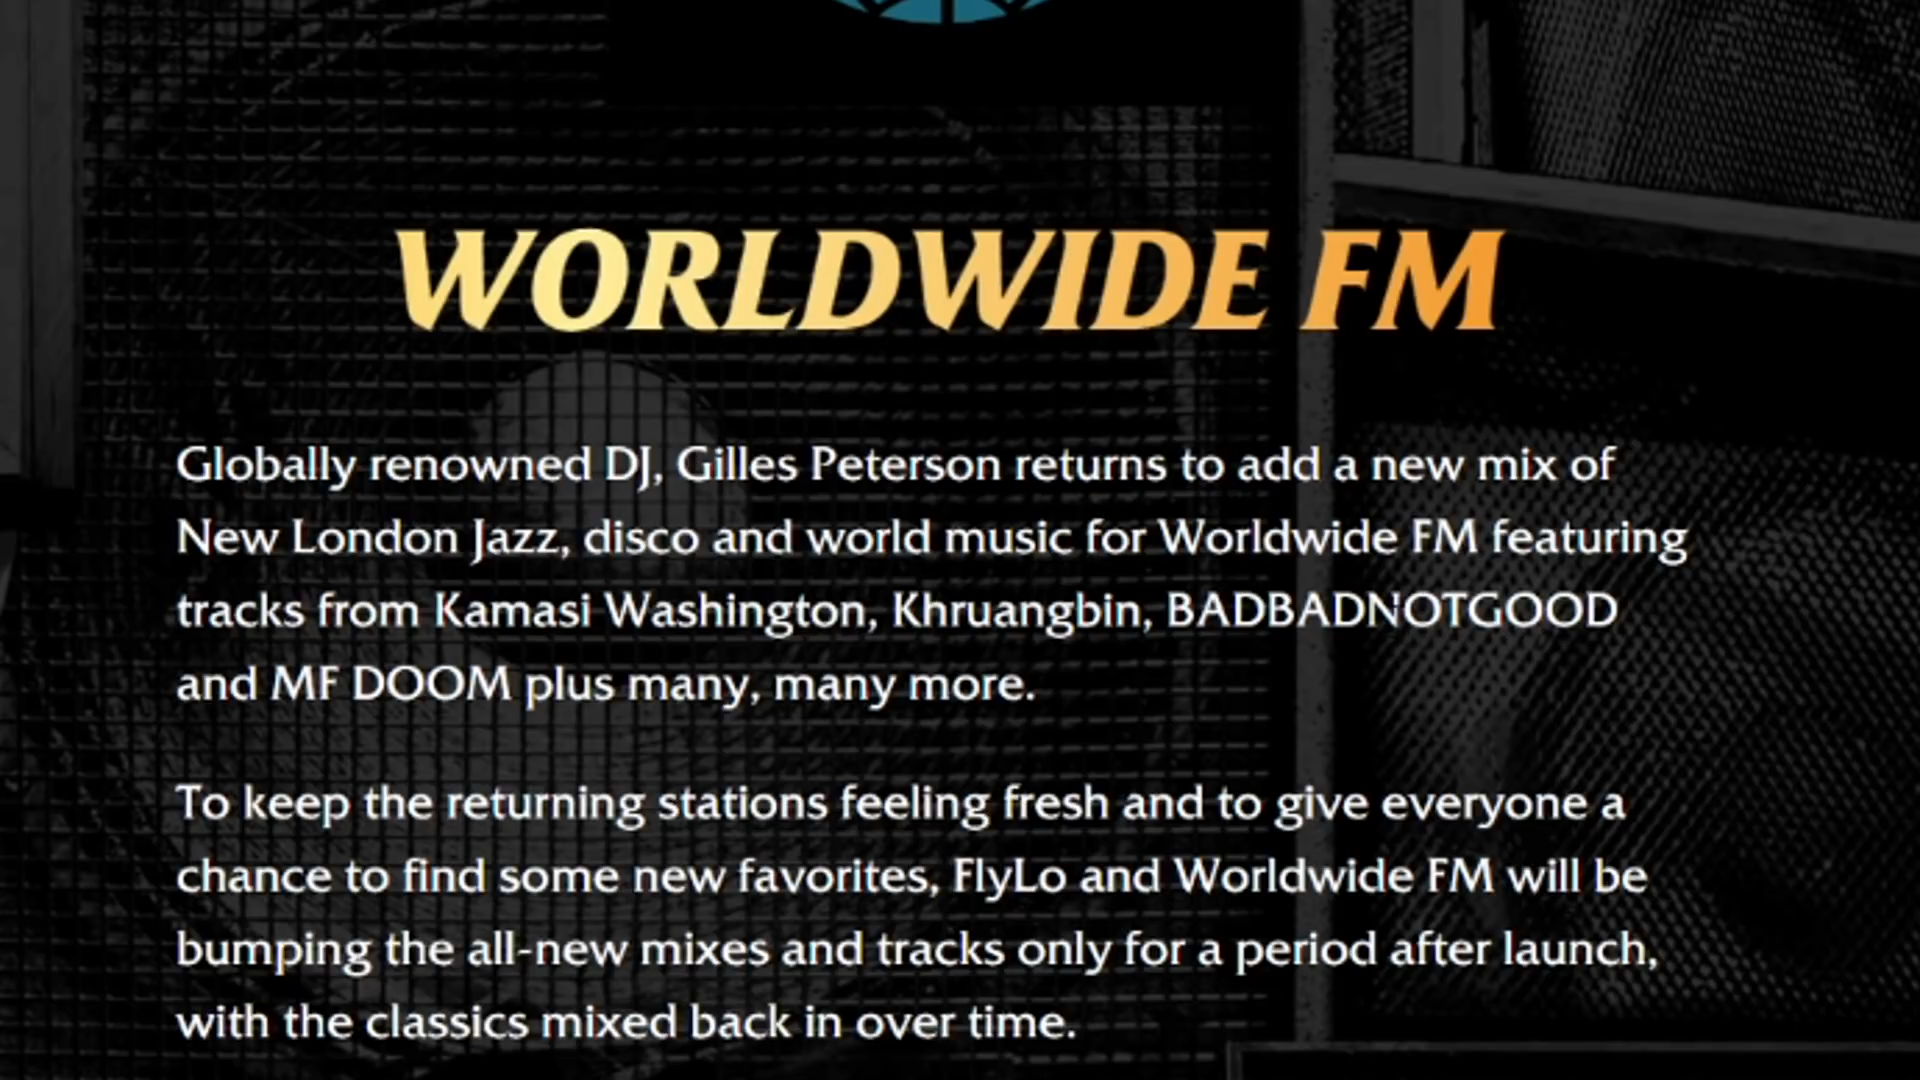 WORLDWIDE FM
Globally renowned DJ, Gilles Peterson returns to add a new mix of
New London Jazz, disco and world music for Worldwide FM featuring
tracks from Kamasi Washington, Khruangbin, BADBADNOTGOOD
and MF DOOM plus many, many more.
To keep the returning stations feeling fresh and to give everyone a
chance to find some new favorites, FlyLo and Worldwide FM will be
bumping the all-new mixes and tracks only for a period after launch,
with the classics mixed back in over time.